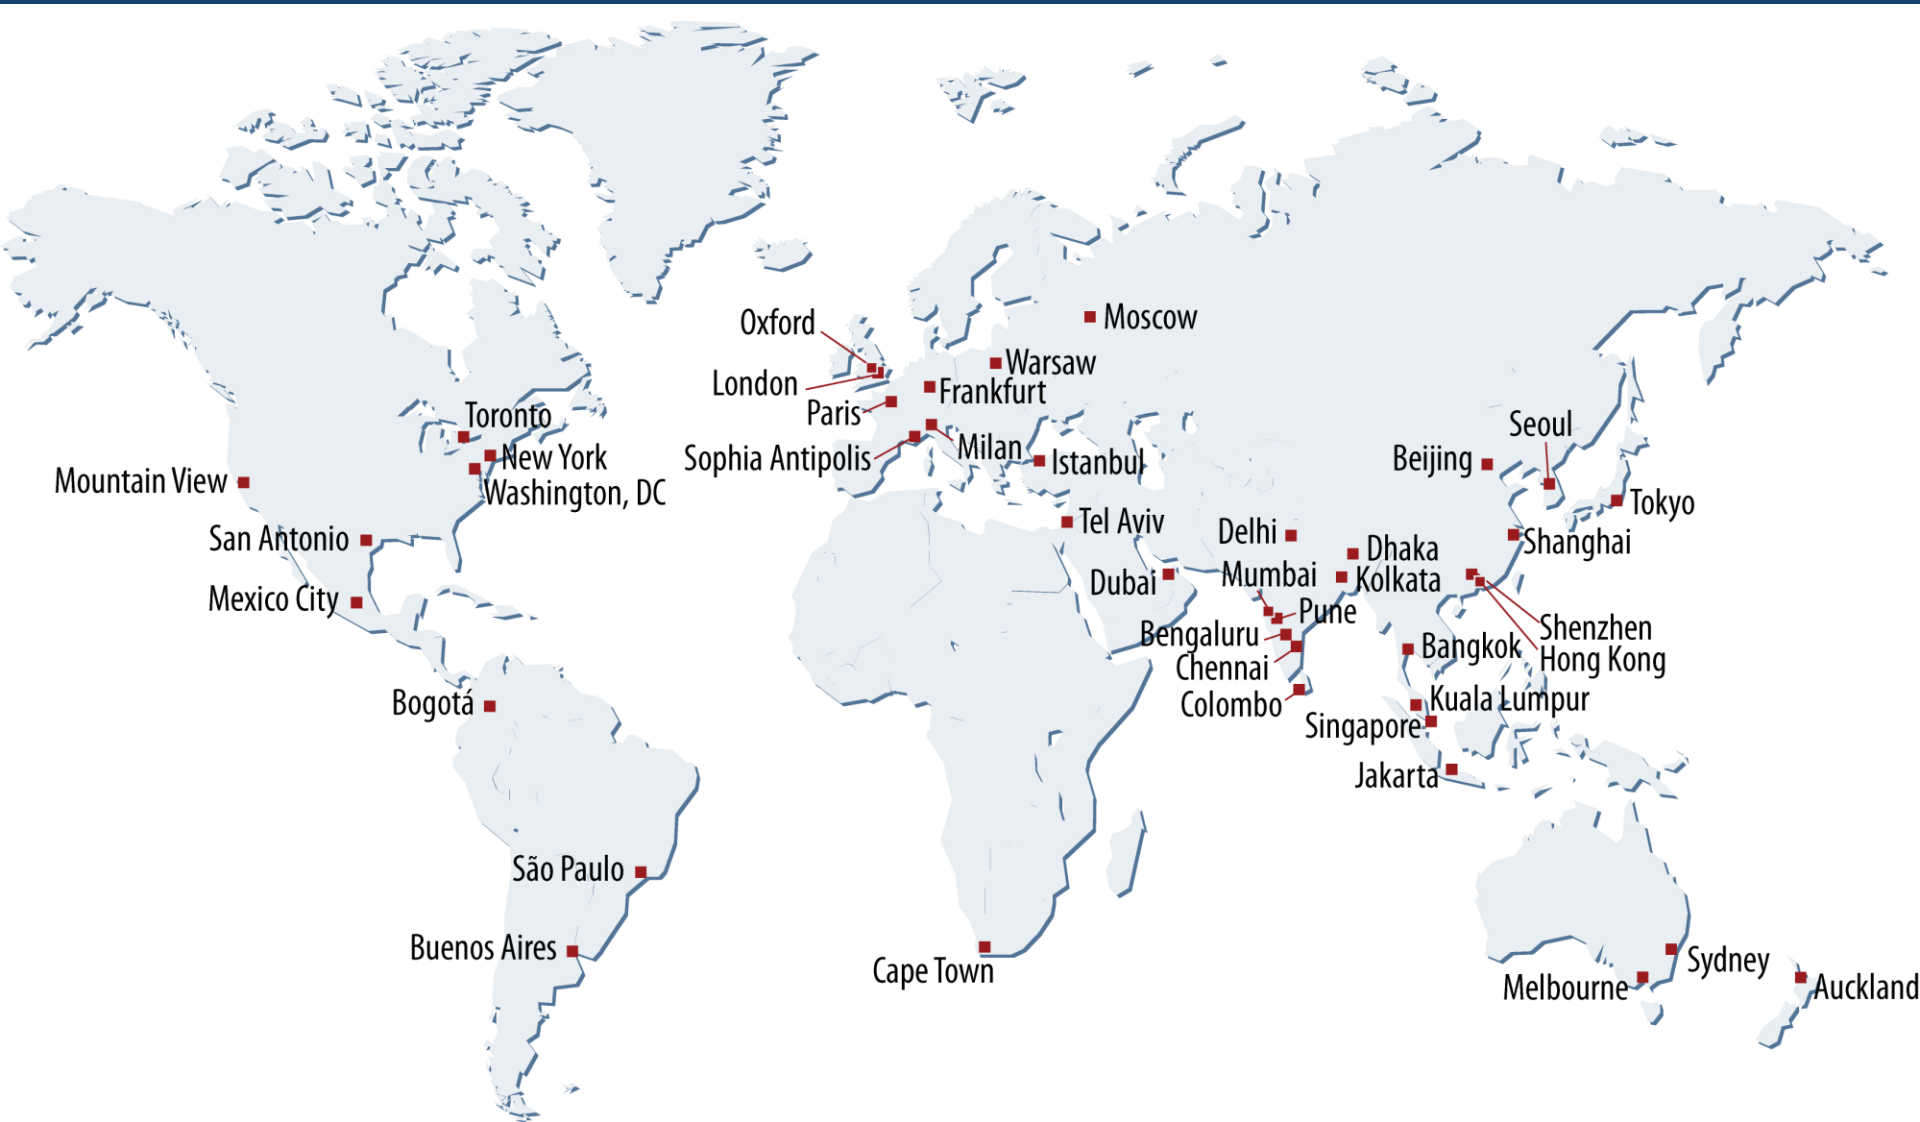 Oxford
Moscow
Warsaw
London
Frankfurt
Paris
Toronto
Seoul
Milan
New York
Sophia Antipolis
Istanbul
Beijing
Mountain View
Washington, DC
Tokyo
Tel Aviv
Delhi
San Antonio
Shanghai
Dhaka
Mumbai
Dubai
Kolkata
Mexico City
Pune
Shenzhen
Bengaluru
Bangkok
Hong Kong
Chennai
Kuala Lumpur
Bogotá
Colombo
Singapore
Jakarta
São Paulo
Buenos Aires
Sydney
Cape Town
Melbourne
Auckland